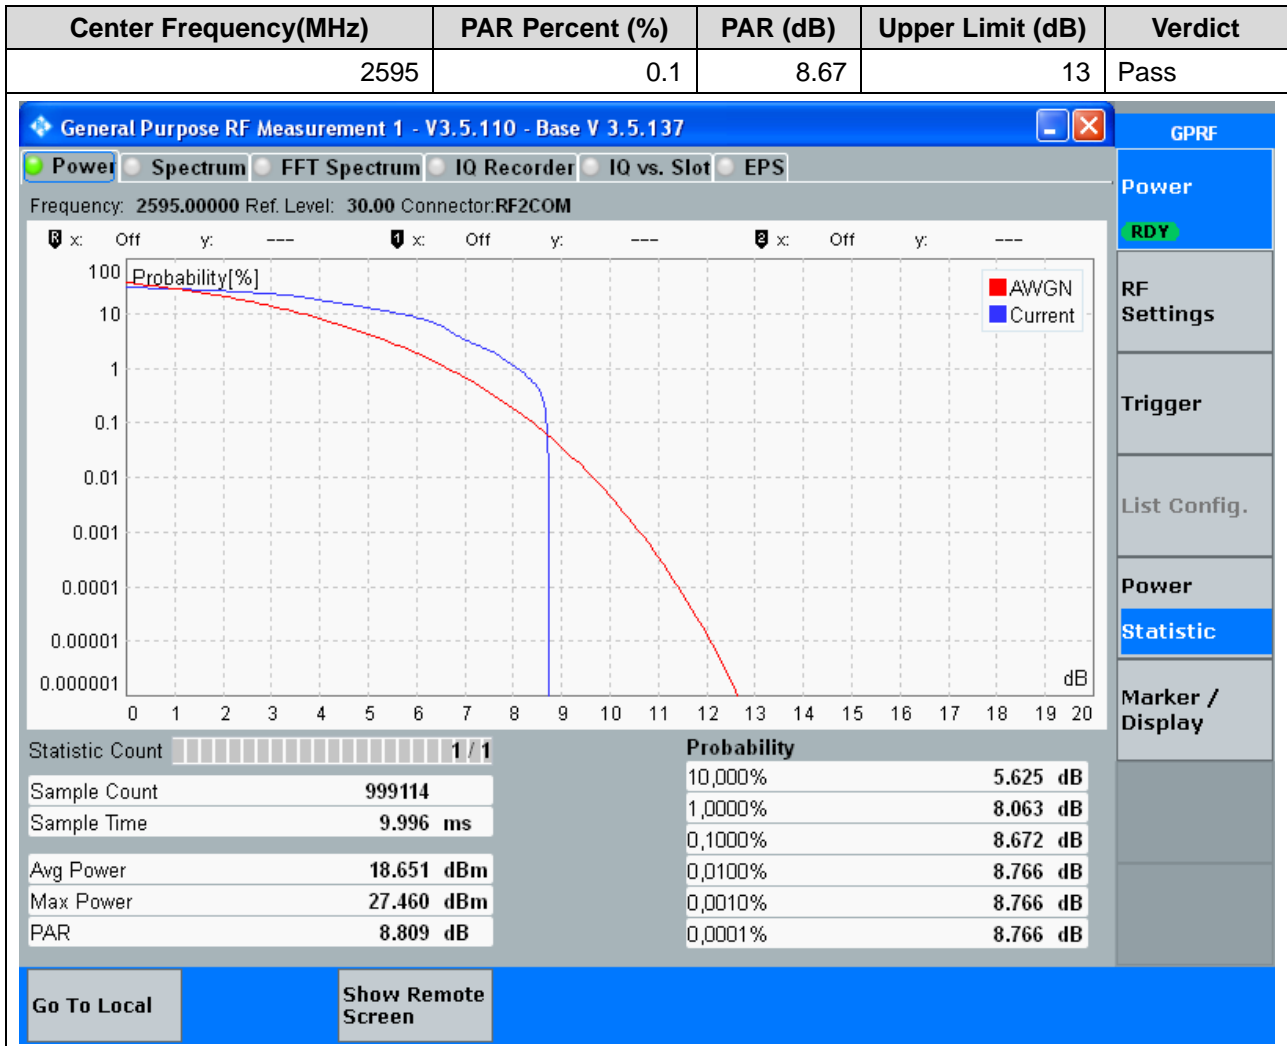 Center Frequency(MHz) PAR Percent (%) PAR (dB) Upper Limit (dB) Verdict
2595 0.1 8.67 13 Pass
General Purpose RF Measurement 1 - V3.5.110 - Base V 3.5.137
GPRF
Power Spectrum FFT Spectrum IQ Recorder IQ vs. Slot EPS
Power
RDY
Frequency: 2595.00000 Ref. Level: 30.00 Connector:RF2COM
R x: Off y: --- 1 x: Off y: --- 2 x: Off y: ---
Probability[%]
AWGN
Current
100
10
1
0.1
0.01
0.001
0.0001
0.00001
0.000001
dB
0 1 2 3 4 5 6 7 8 9 10 11 12 13 14 15 16 17 18 19 20
RF
Settings
Trigger
List Config.
Power
Statistic
Marker /
Display
Statistic Count 1 / 1
Sample Count 999114
Sample Time 9.996 ms
Avg Power 18.651 dBm
Max Power 27.460 dBm
PAR 8.809 dB
Probability
10,000% 5.625 dB
1,0000% 8.063 dB
0,1000% 8.672 dB
0,0100% 8.766 dB
0,0010% 8.766 dB
0,0001% 8.766 dB
Go To Local
Show Remote
Screen